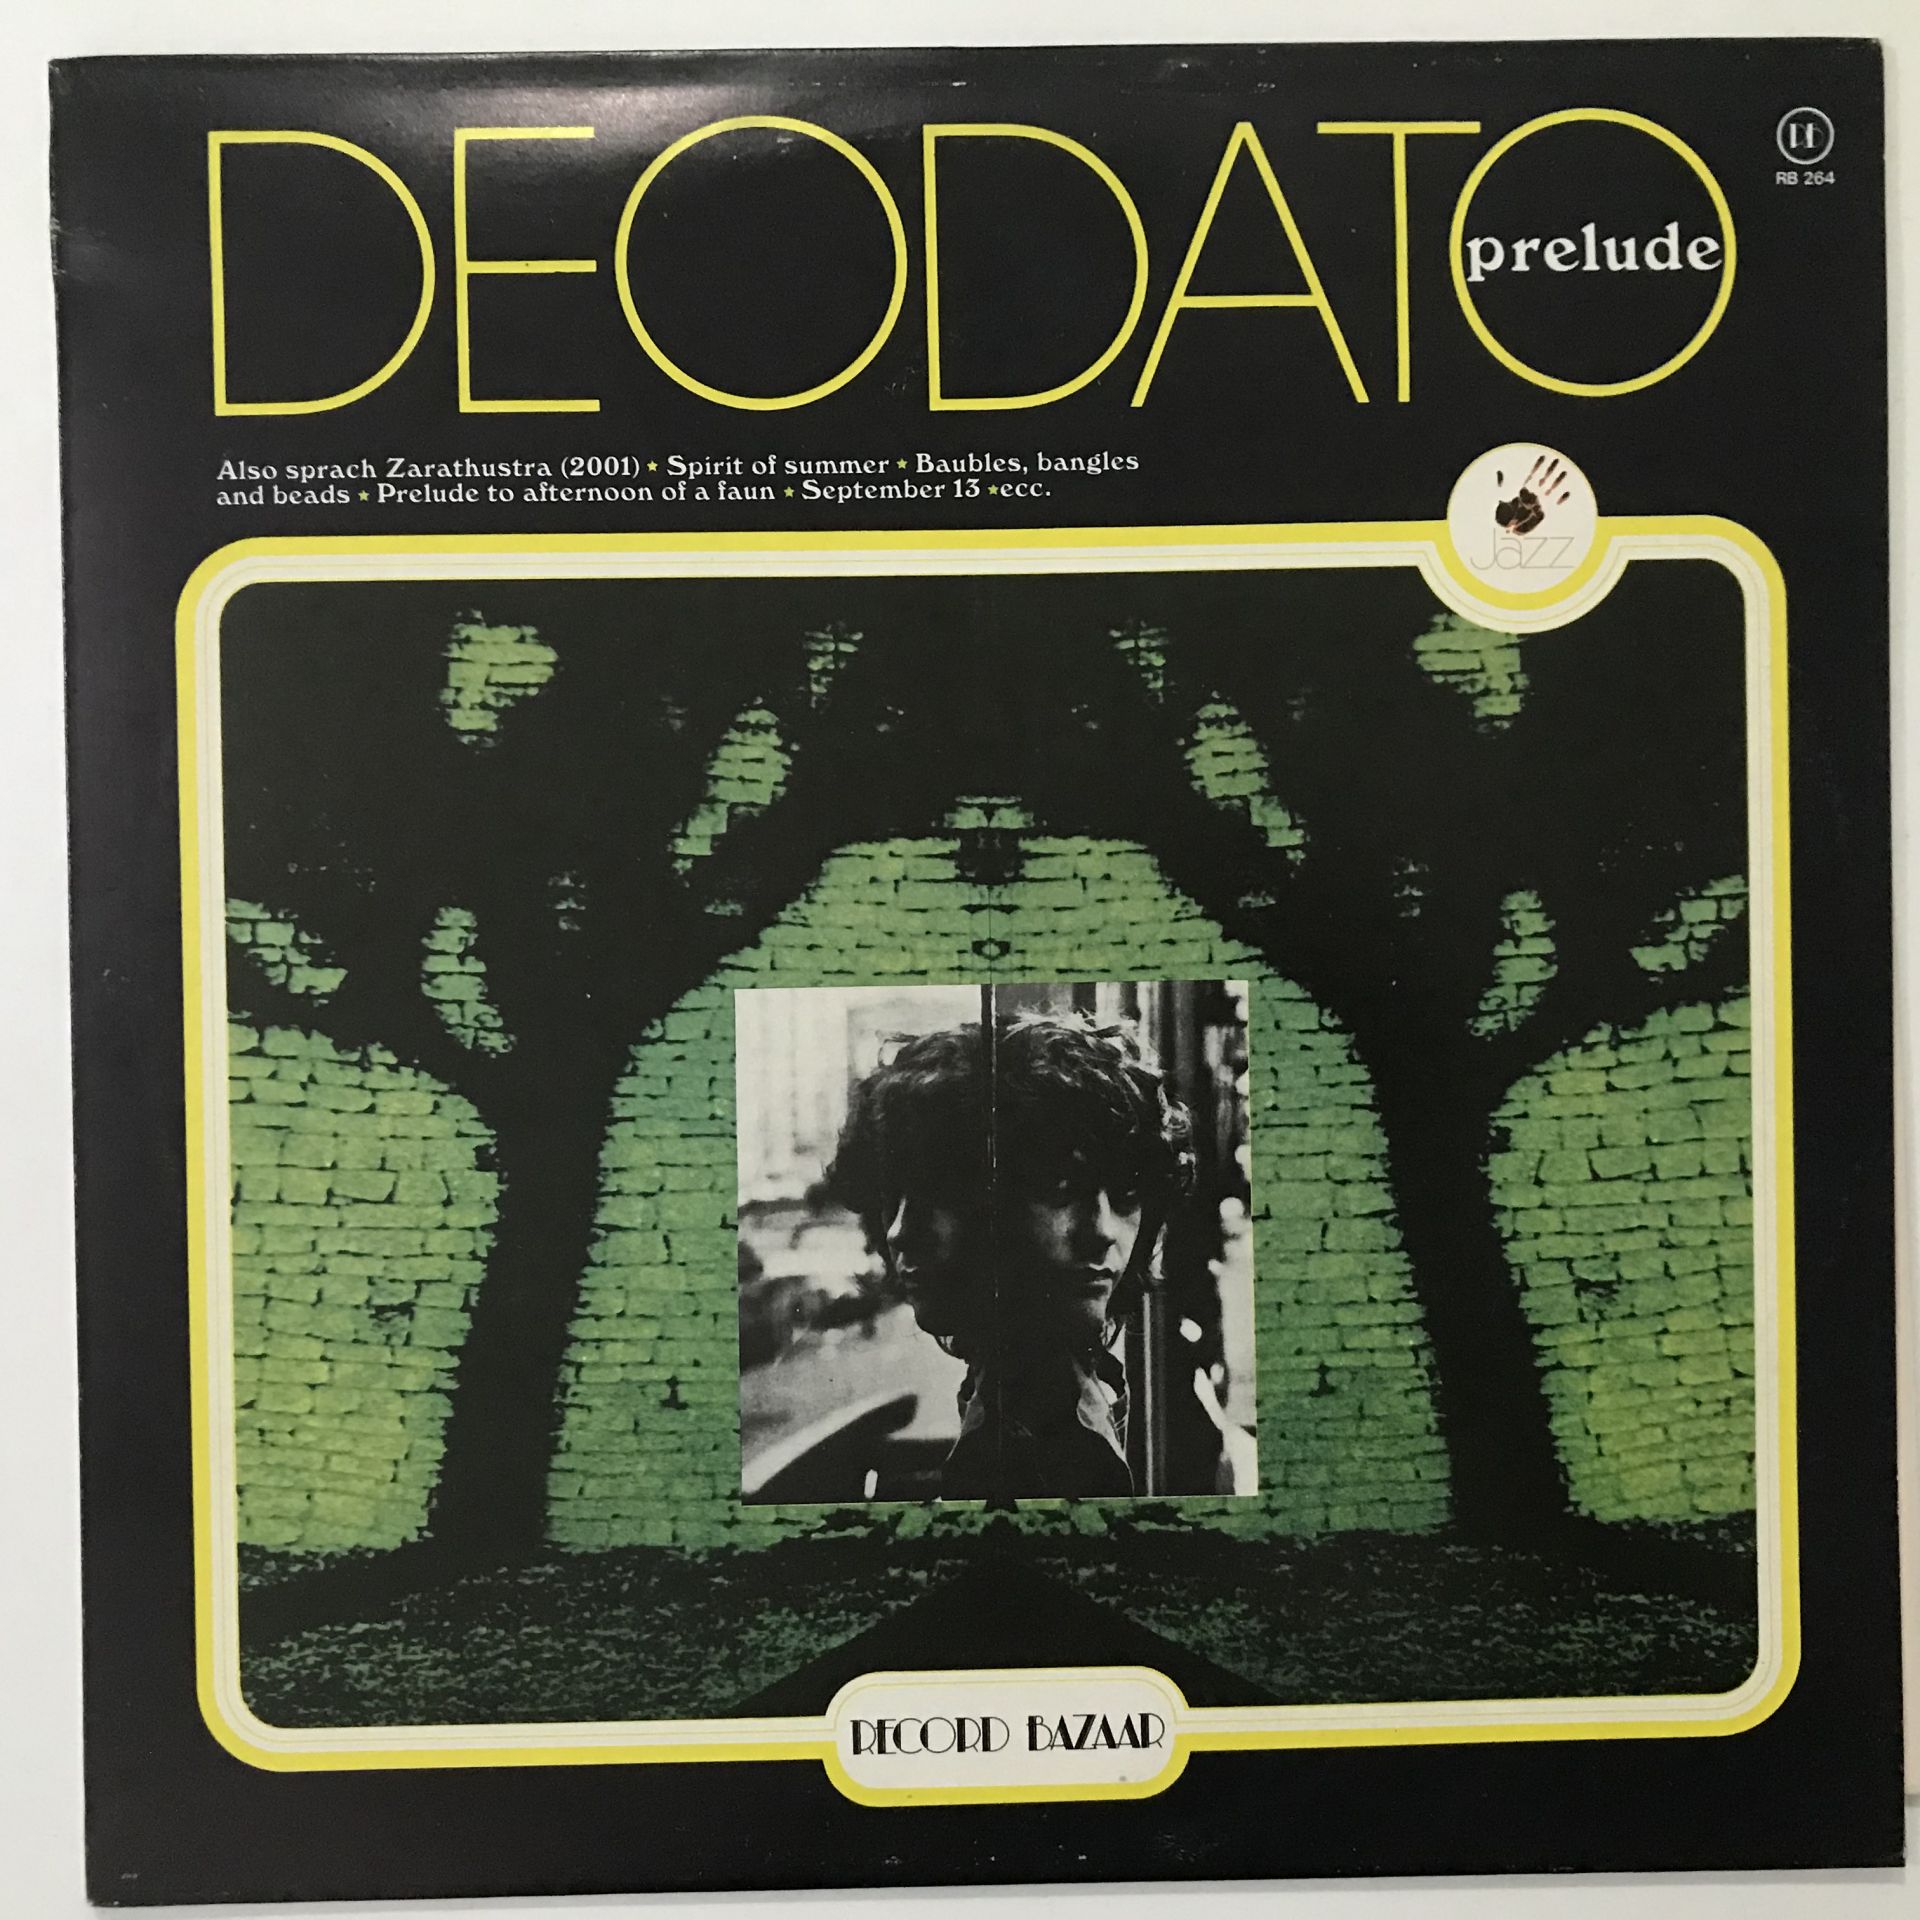 DEODATO
prelude
RB
RB 264
Also sprach Zarathustra (2001) ★ Spirit of summer ★ Baubles, bangles
and beads ★ Prelude to afternoon of a faun ★ September 13 ★ecc.
Jazz
RECORD BAZAAR